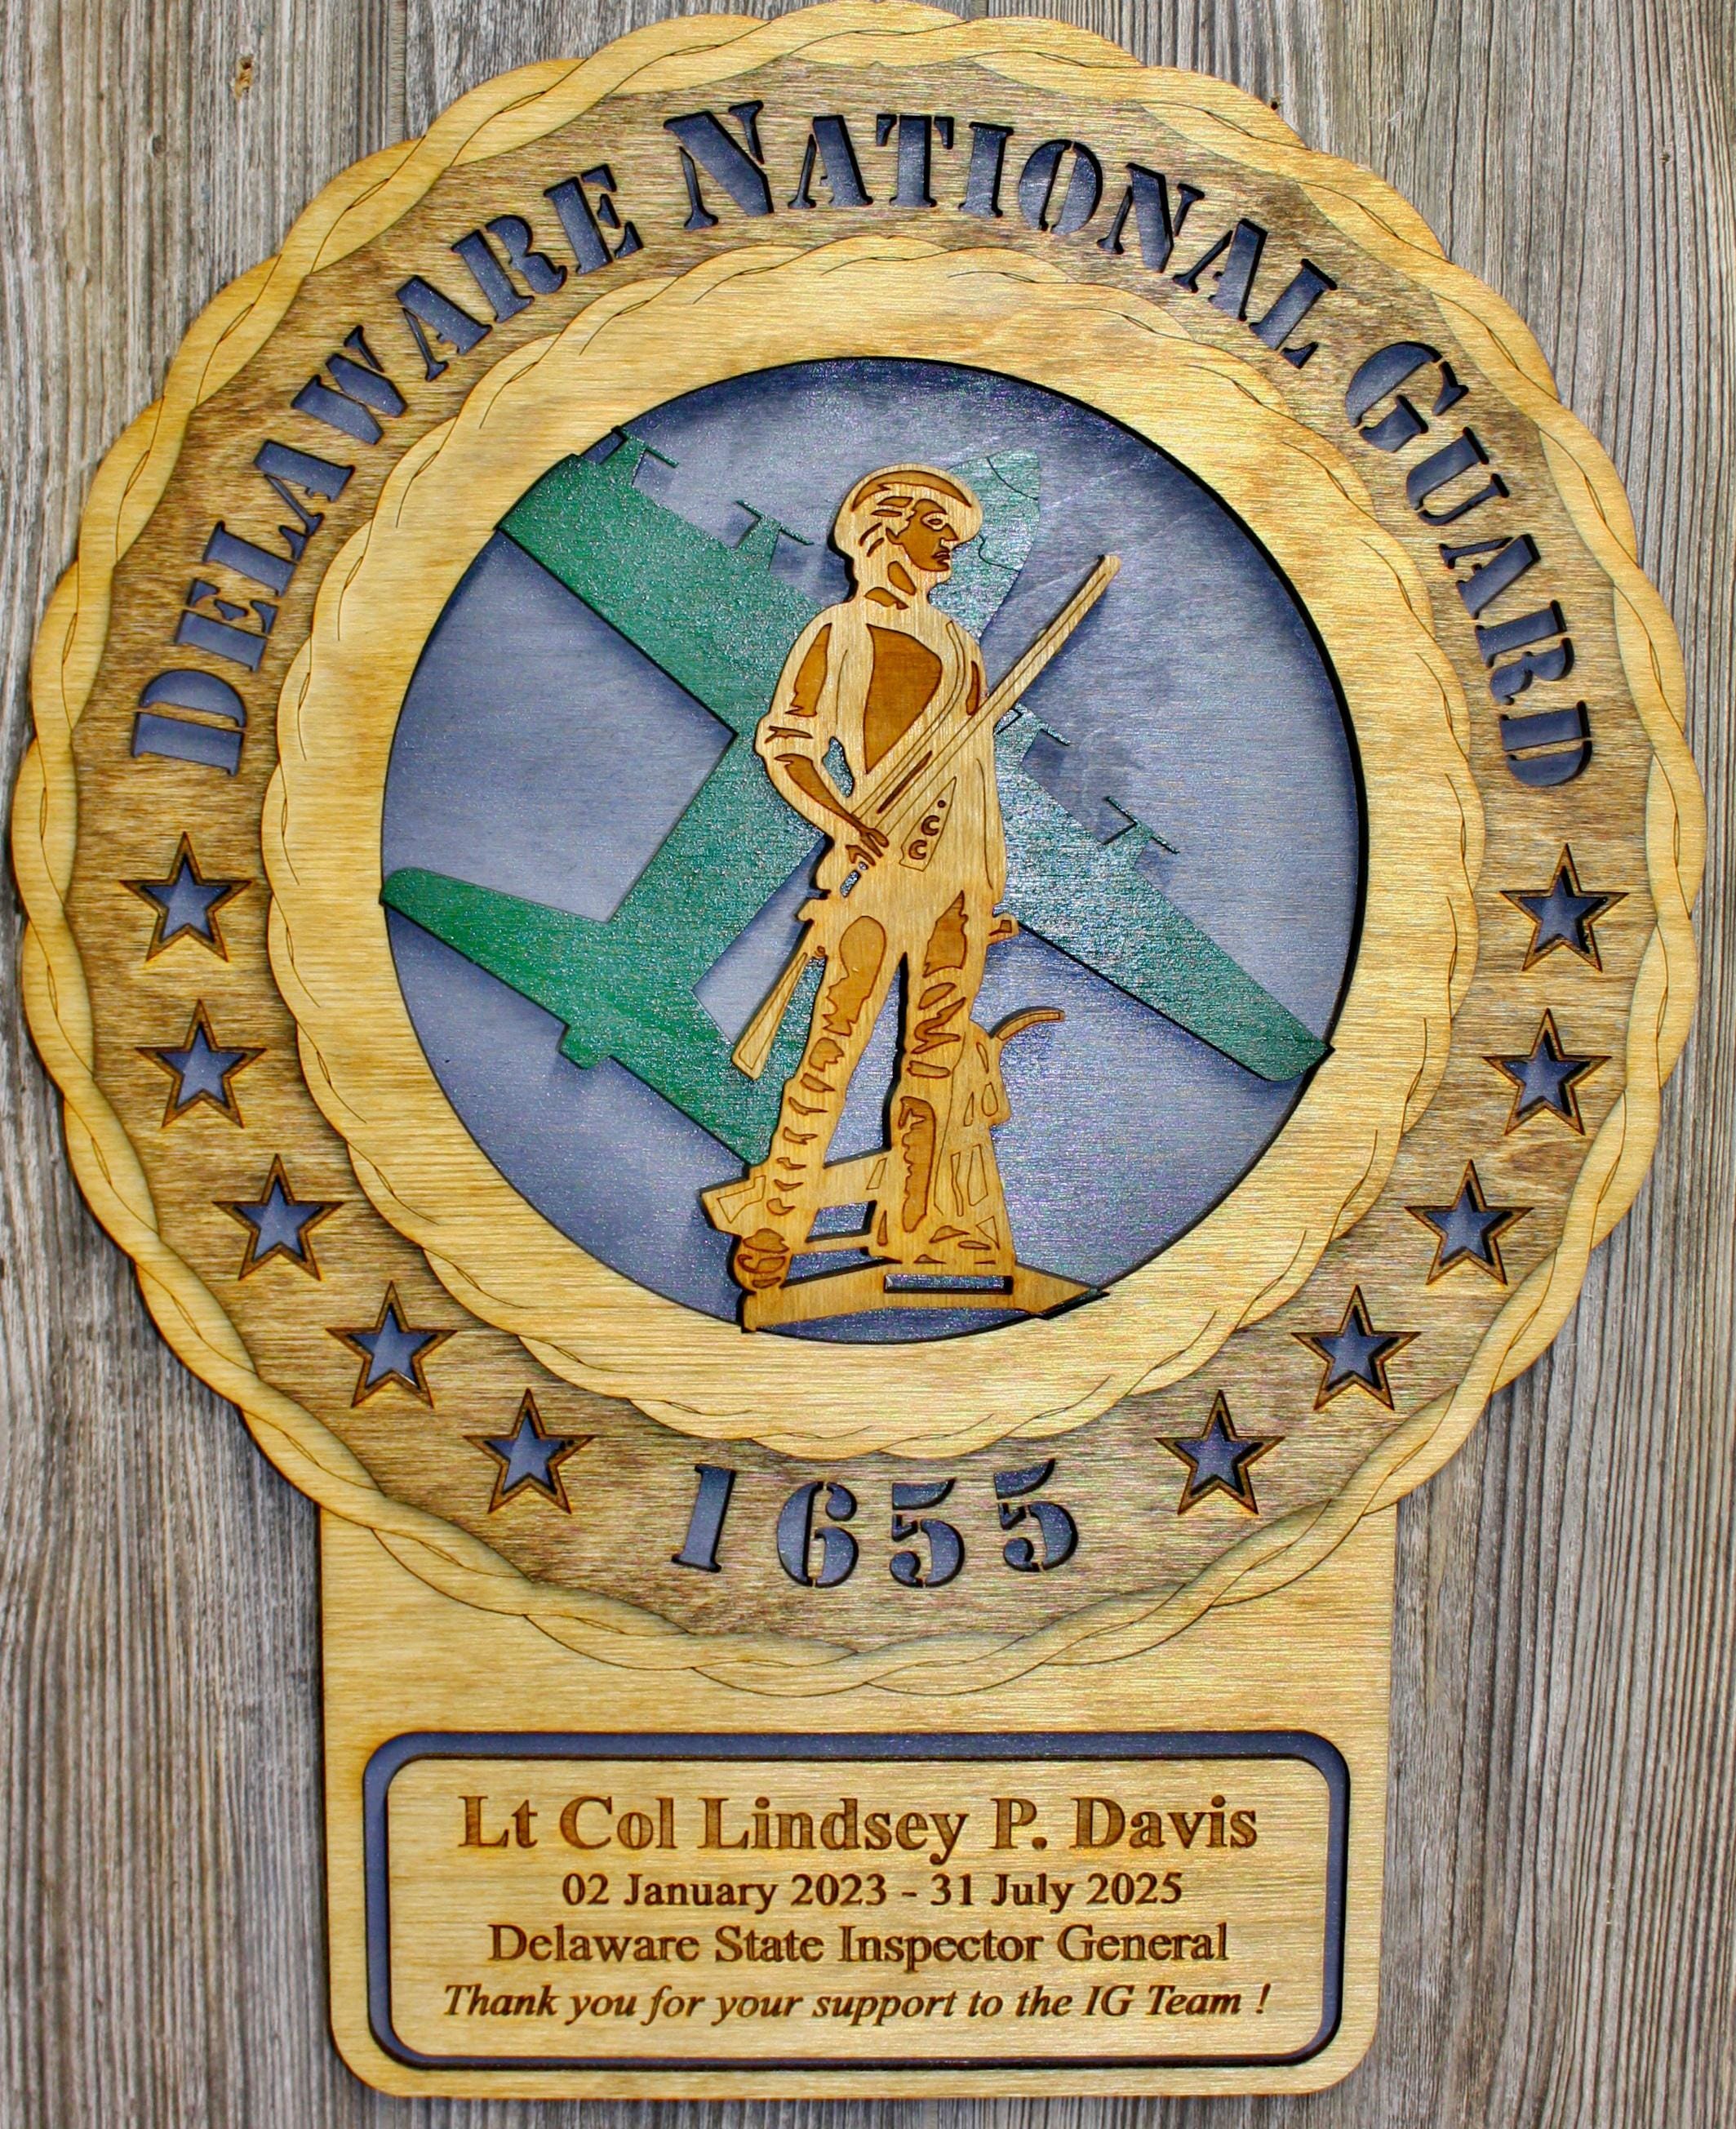 DELAWARE NATIONAL GUARD
1655
Lt Col Lindsey P. Davis
02 January 2023 - 31 July 2025
Delaware State Inspector General
Thank you for your support to the IG Team !